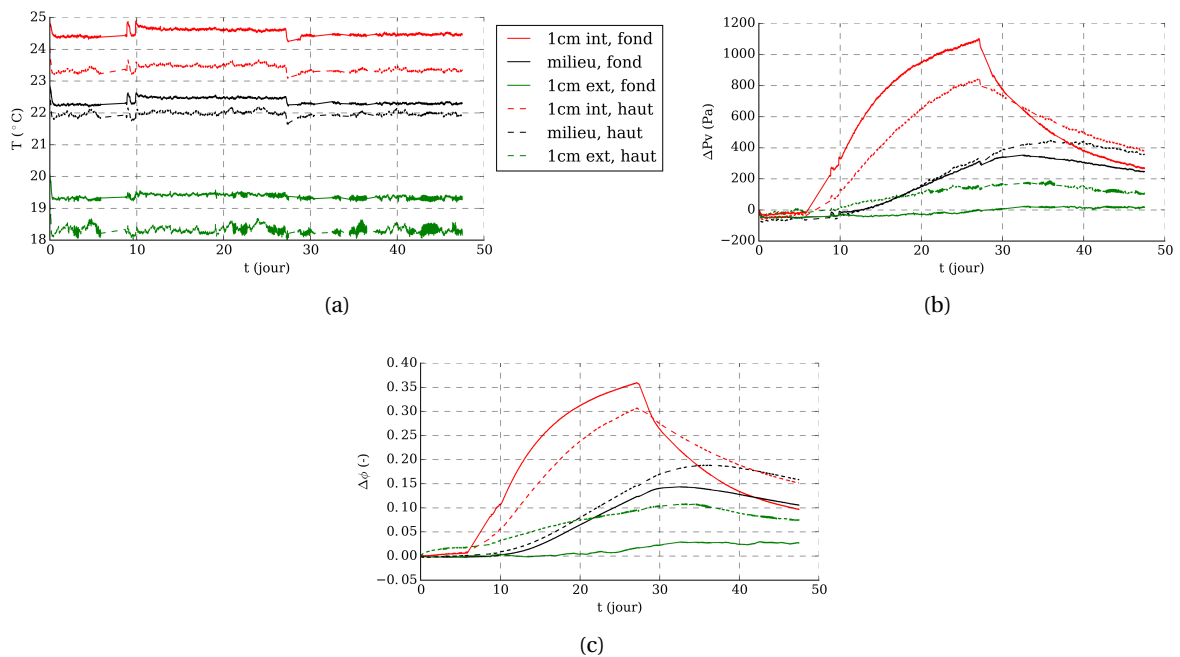 25
24
23
22
21
20
19
18
T (°C)
0
10
20
30
40
50
t (jour)
(a)
1cm int, fond
milieu, fond
1cm ext, fond
1cm int, haut
milieu, haut
1cm ext, haut
1200
1000
800
600
400
200
0
−200
ΔPv (Pa)
0
10
20
30
40
50
t (jour)
(b)
0.40
0.35
0.30
0.25
0.20
0.15
0.10
0.05
0.00
−0.05
Δϕ (-)
0
10
20
30
40
50
t (jour)
(c)